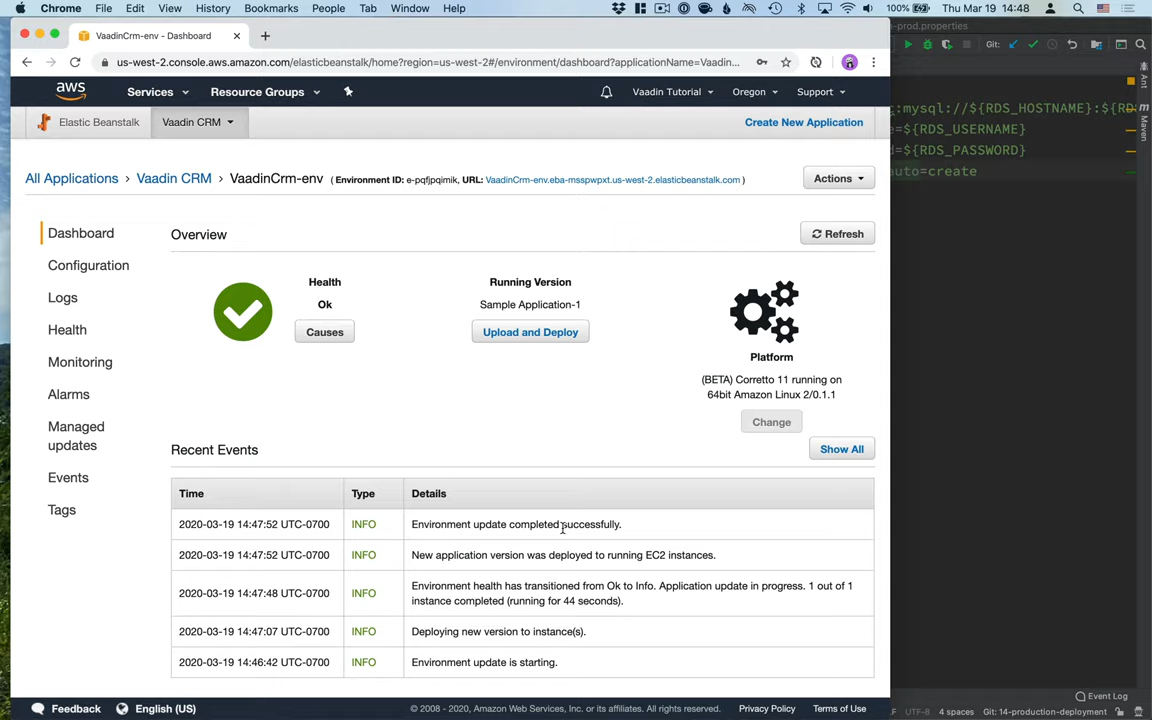 Chrome File Edit View History Bookmarks People Tab Window Help 100% Thu Mar 19 14:48
VaadinCrm-env - Dashboard
-prod.properties
us-west-2.console.aws.amazon.com/elasticbeanstalk/home?region=us-west-2#/environment/dashboard?applicationName=Vaadin...
Git:
aws Services Resource Groups Vaadin Tutorial Oregon Support
Ant
Elastic Beanstalk Vaadin CRM Create New Application
:mysql://${RDS_HOSTNAME}:${RD
e=${RDS_USERNAME}
d=${RDS_PASSWORD}
auto=create
Maven
All Applications > Vaadin CRM > VaadinCrm-env ( Environment ID: e-pqfjpqimik, URL: VaadinCrm-env.eba-msspwpxt.us-west-2.elasticbeanstalk.com ) Actions
Dashboard
Configuration
Logs
Health
Monitoring
Alarms
Managed
updates
Events
Tags
Overview
Refresh
Health
Ok
Causes
Running Version
Sample Application-1
Upload and Deploy
Platform
(BETA) Corretto 11 running on
64bit Amazon Linux 2/0.1.1
Change
Recent Events
Show All
Time Type Details
2020-03-19 14:47:52 UTC-0700 INFO Environment update completed successfully.
2020-03-19 14:47:52 UTC-0700 INFO New application version was deployed to running EC2 instances.
2020-03-19 14:47:48 UTC-0700 INFO Environment health has transitioned from Ok to Info. Application update in progress. 1 out of 1
instance completed (running for 44 seconds).
2020-03-19 14:47:07 UTC-0700 INFO Deploying new version to instance(s).
2020-03-19 14:46:42 UTC-0700 INFO Environment update is starting.
Feedback English (US) © 2008 - 2020, Amazon Web Services, Inc. or its affiliates. All rights reserved. Privacy Policy Terms of Use
Event Log
UTF-8 4 spaces Git: 14-production-deployment